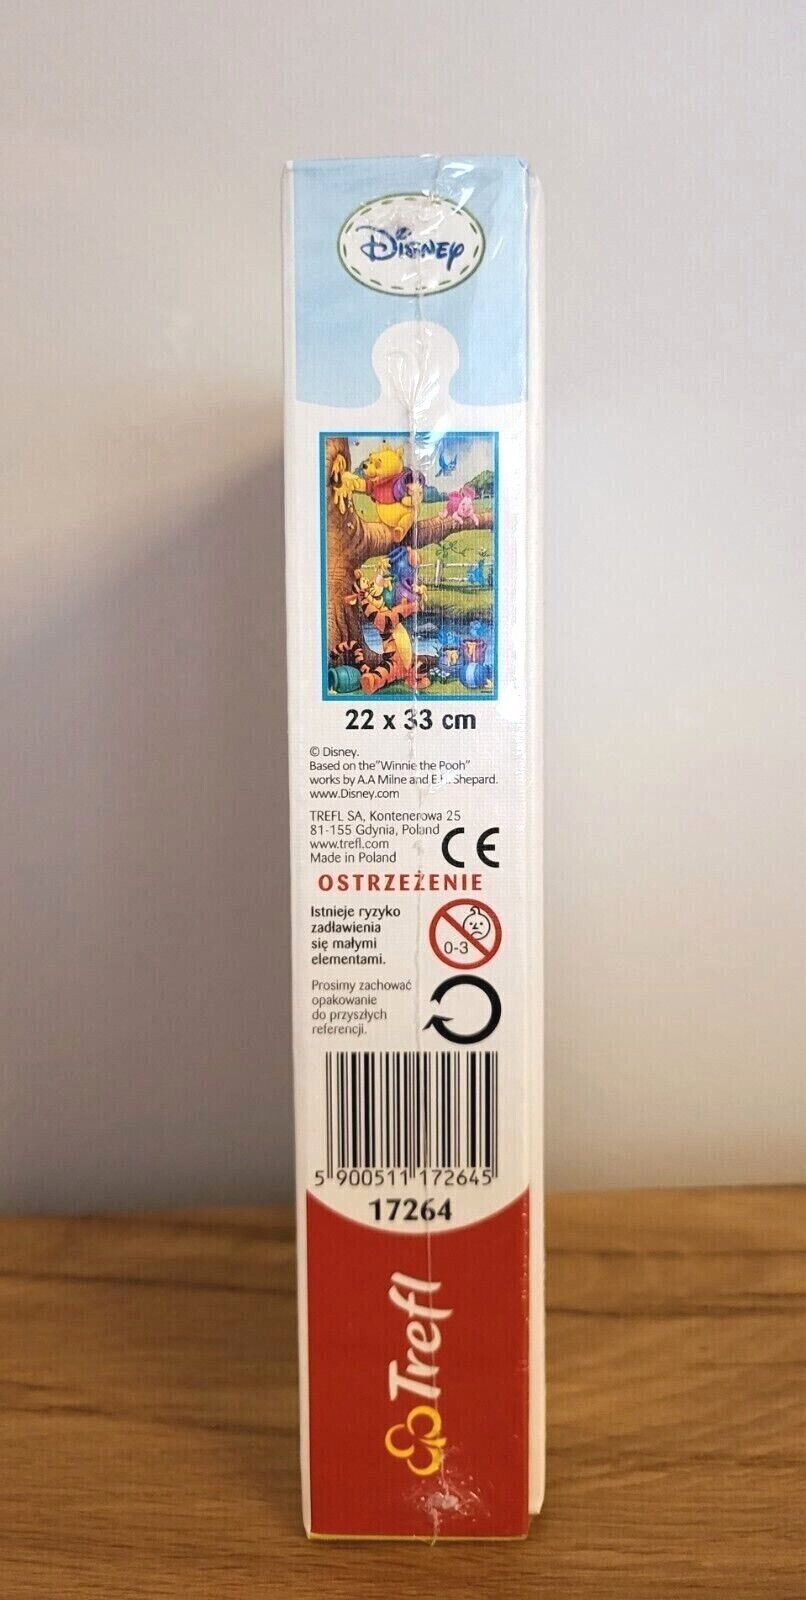 Disney
22 x 33 cm
© Disney.
Based on the "Winnie the Pooh"
works by A.A Milne and E.H. Shepard.
www.Disney.com
TREFL SA, Kontenerowa 25
81-155 Gdynia, Poland
www.trefl.com
Made in Poland
CE
OSTRZEŻENIE
Istnieje ryzyko
zadławienia
się małymi
elementami.
0-3
Prosimy zachować
opakowanie
do przyszłych
referencji.
5 900511 172645
17264
Trefl